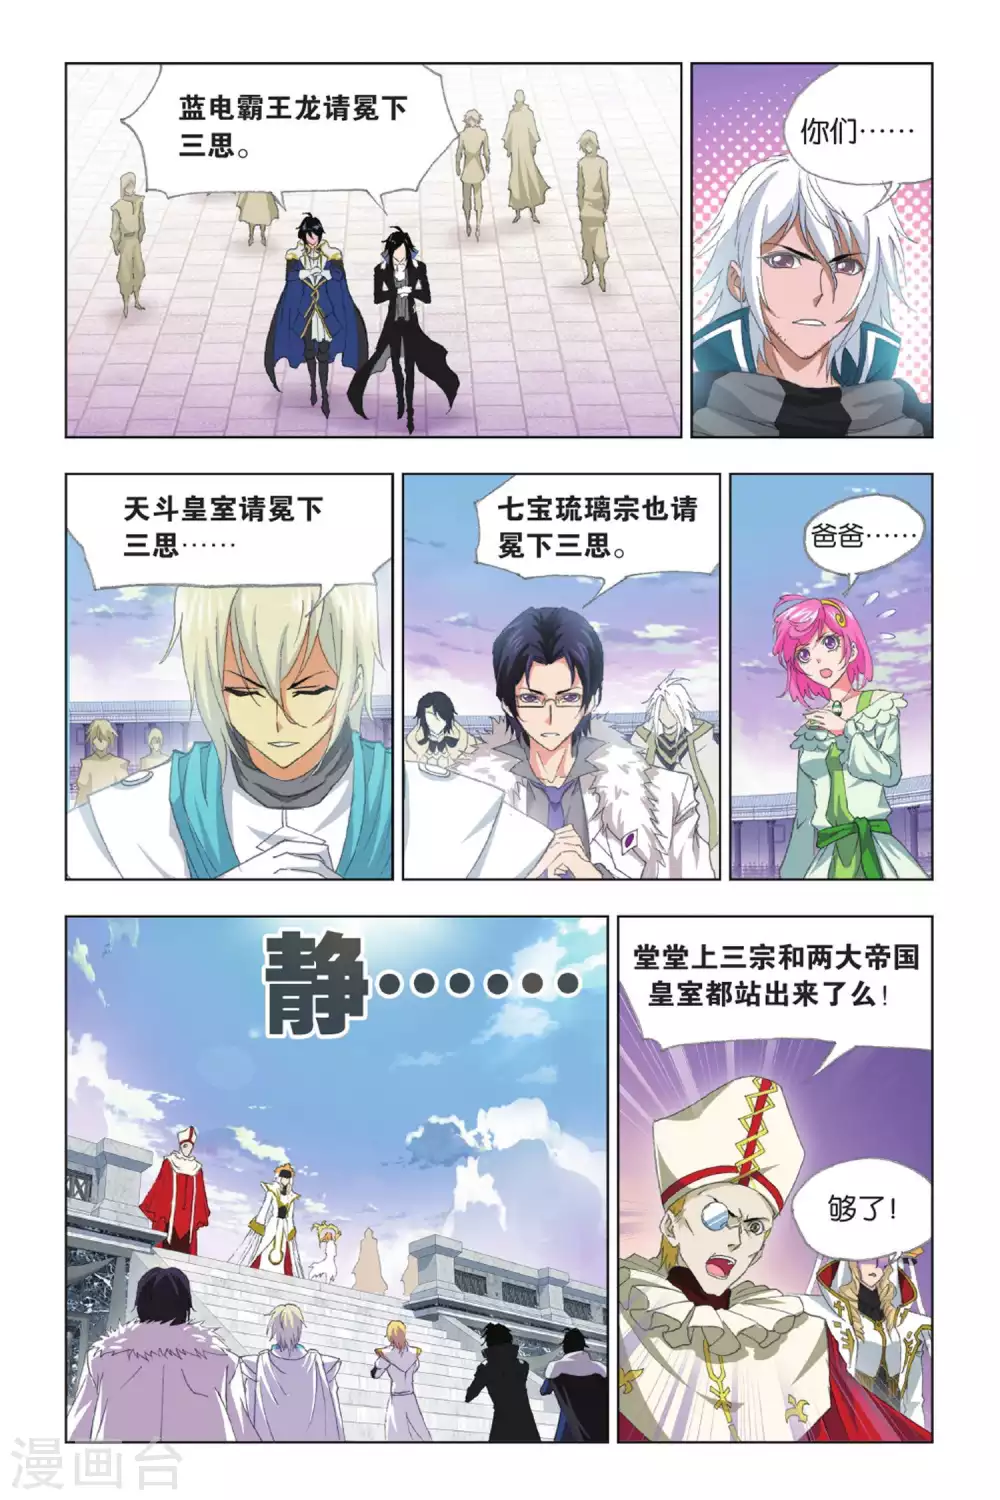 蓝电霸王龙请冕下
三思。
你们……
天斗皇室请冕下
三思……
七宝琉璃宗也请
冕下三思。
爸爸……
静……
堂堂上三宗和两大帝国
皇室都站出来了么！
够了！
漫画台